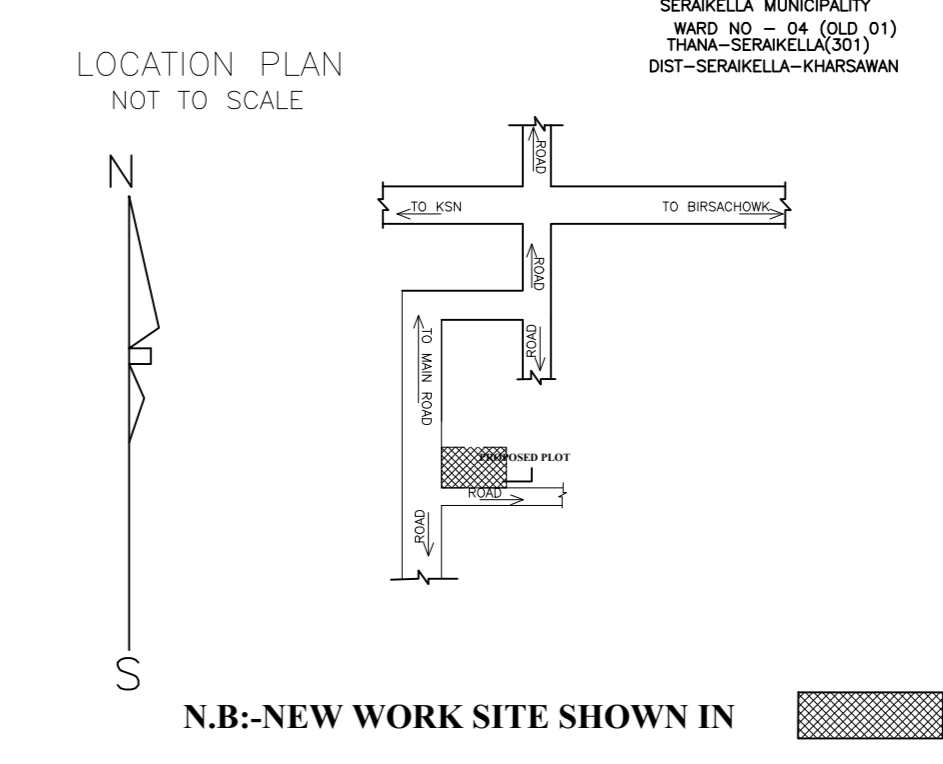 SERAIKELLA MUNICIPALITY
WARD NO - 04 (OLD 01)
THANA-SERAIKELLA(301)
DIST-SERAIKELLA-KHARSAWAN
LOCATION PLAN
NOT TO SCALE
N
ROAD
TO KSN
TO BIRSACHOWK
ROAD
ROAD
TO MAIN ROAD
PROPOSED PLOT
ROAD
ROAD
S
N.B:-NEW WORK SITE SHOWN IN